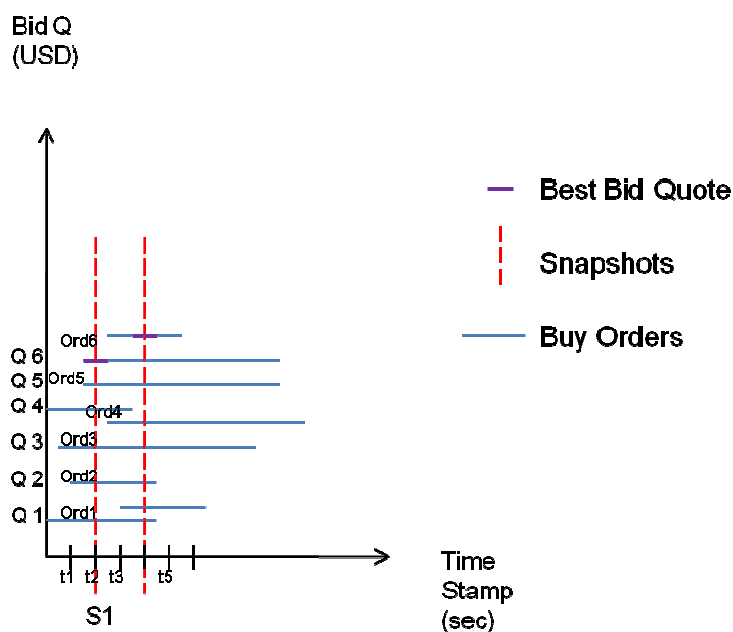 Bid Q
(USD)
Best Bid Quote
Snapshots
Buy Orders
Ord6
Q 6
Q 5 Ord5
Q 4 Ord4
Q 3 Ord3
Q 2 Ord2
Q 1 Ord1
t1 t2 t3 t5
Time
Stamp
(sec)
S1